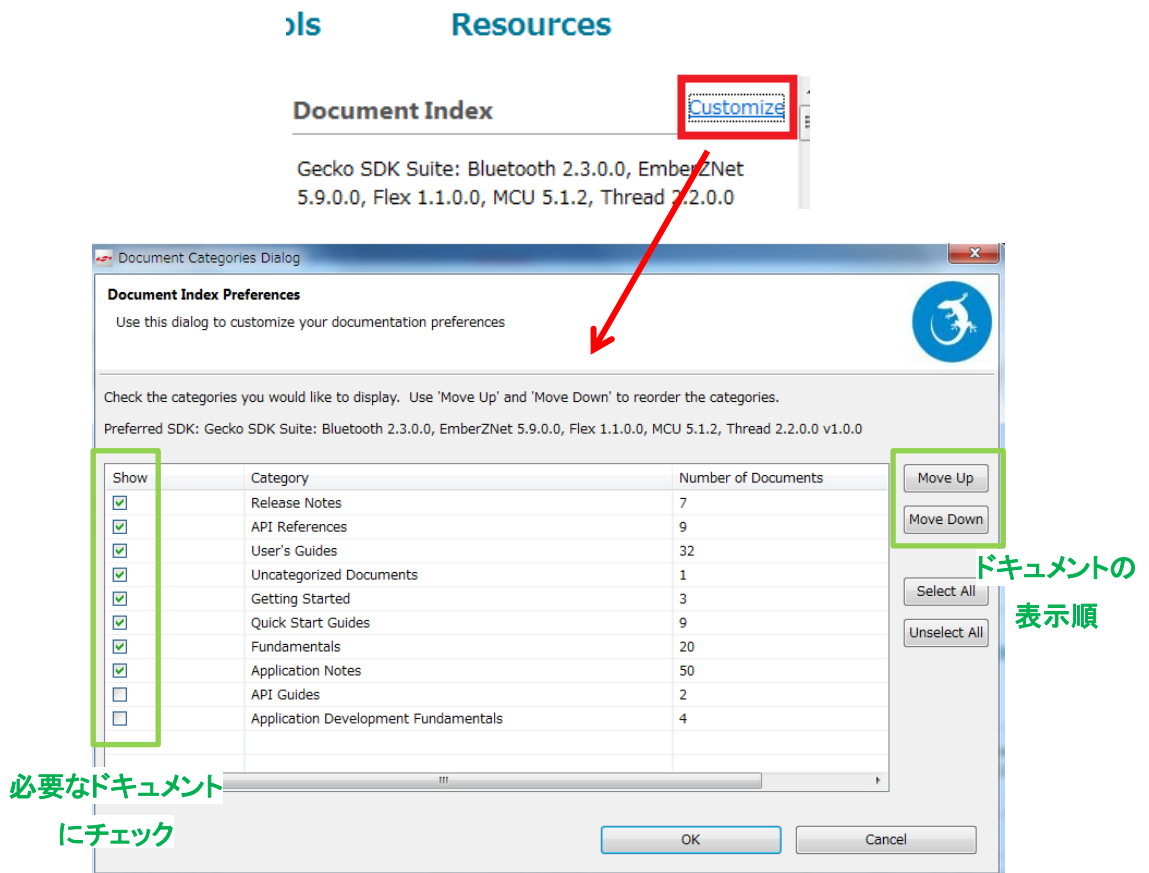 ols Resources
Document Index Customize
Gecko SDK Suite: Bluetooth 2.3.0.0, EmberZNet
5.9.0.0, Flex 1.1.0.0, MCU 5.1.2, Thread 2.2.0.0
Document Categories Dialog
Document Index Preferences
Use this dialog to customize your documentation preferences
Check the categories you would like to display. Use 'Move Up' and 'Move Down' to reorder the categories.
Preferred SDK: Gecko SDK Suite: Bluetooth 2.3.0.0, EmberZNet 5.9.0.0, Flex 1.1.0.0, MCU 5.1.2, Thread 2.2.0.0 v1.0.0
Show Category Number of Documents
Release Notes 7
API References 9
User's Guides 32
Uncategorized Documents 1
Getting Started 3
Quick Start Guides 9
Fundamentals 20
Application Notes 50
API Guides 2
Application Development Fundamentals 4
Move Up
Move Down
ドキュメントの
表示順
Select All
Unselect All
必要なドキュメント
にチェック
OK Cancel